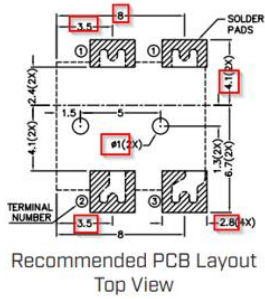 8
SOLDER
PADS
3.5
①
①
2.4(2X)
4.1(2X)
1.5
5
ø1(2X)
4.1(2X)
1.3(2X)
6.7(2X)
TERMINAL
NUMBER
②
③
3.5
2.8(4X)
8
Recommended PCB Layout
Top View